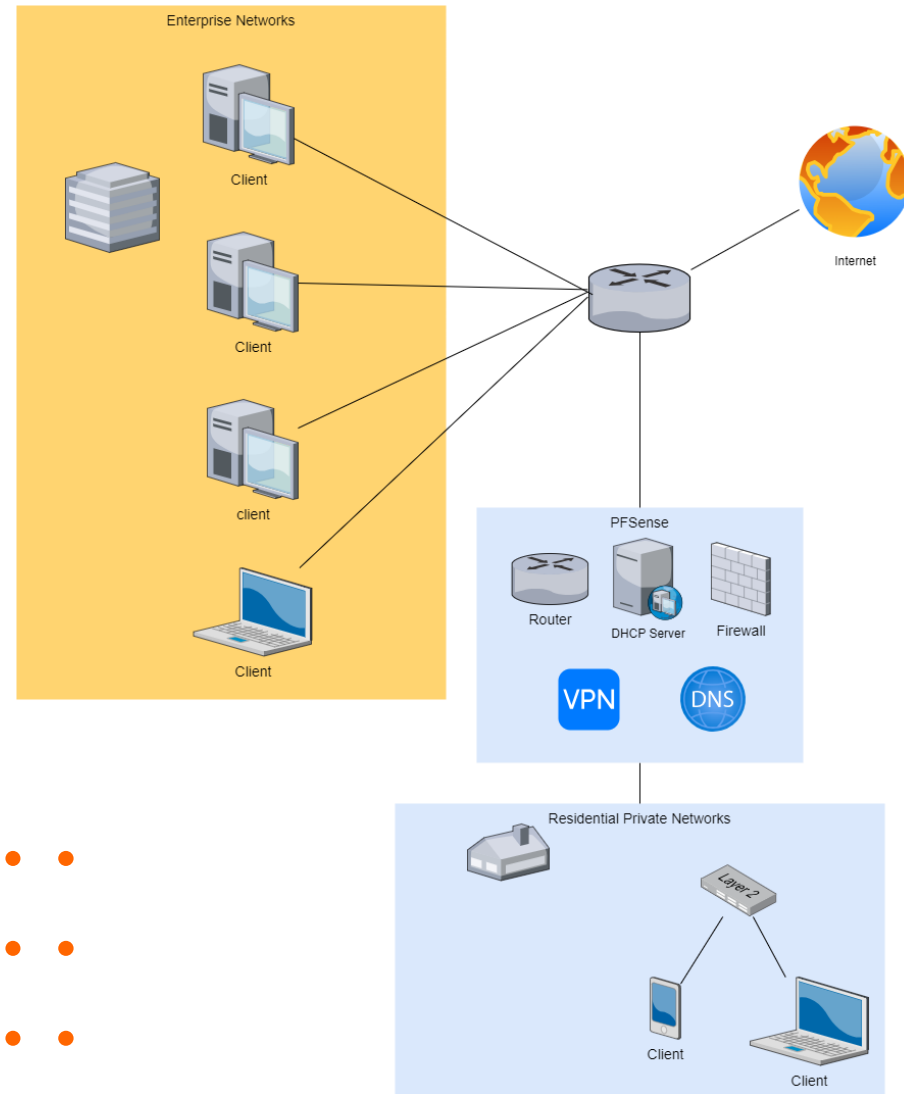 Enterprise Networks
Client
Client
client
Client
Internet
PFSense
Router
DHCP Server
Firewall
VPN
DNS
Residential Private Networks
Layer 2
Client
Client